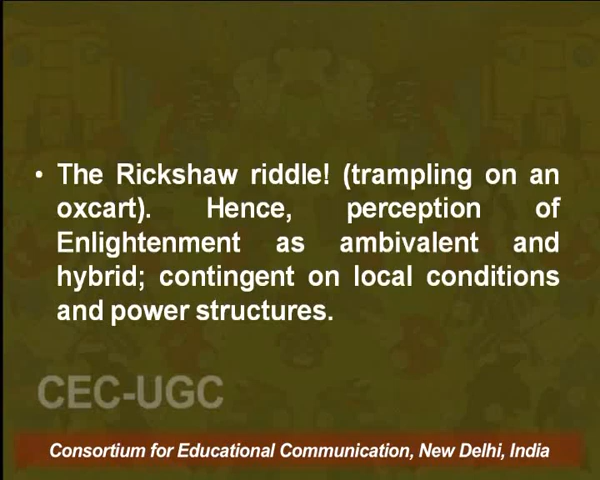 • The Rickshaw riddle! (trampling on an
oxcart). Hence, perception of
Enlightenment as ambivalent and
hybrid; contingent on local conditions
and power structures.
CEC-UGC
Consortium for Educational Communication, New Delhi, India